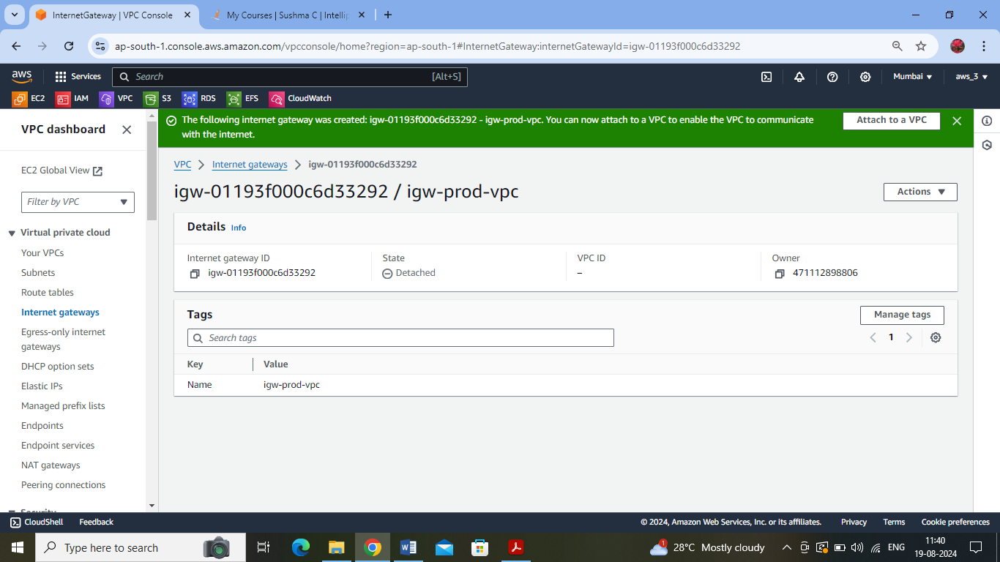 InternetGateway | VPC Console
My Courses | Sushma C | Intelli
ap-south-1.console.aws.amazon.com/vpcconsole/home?region=ap-south-1#InternetGateway:internetGatewayId=igw-01193f000c6d33292
aws
Services
Search
[Alt+S]
Mumbai
aws_3
EC2
IAM
VPC
S3
RDS
EFS
CloudWatch
VPC dashboard
EC2 Global View
Filter by VPC
Virtual private cloud
Your VPCs
Subnets
Route tables
Internet gateways
Egress-only internet
gateways
DHCP option sets
Elastic IPs
Managed prefix lists
Endpoints
Endpoint services
NAT gateways
Peering connections
Security
The following internet gateway was created: igw-01193f000c6d33292 - igw-prod-vpc. You can now attach to a VPC to enable the VPC to communicate
with the internet.
Attach to a VPC
VPC
Internet gateways
igw-01193f000c6d33292
igw-01193f000c6d33292 / igw-prod-vpc
Actions
Details Info
Internet gateway ID
igw-01193f000c6d33292
State
Detached
VPC ID
–
Owner
471112898806
Tags
Manage tags
Search tags
1
Key
Value
Name
igw-prod-vpc
CloudShell
Feedback
© 2024, Amazon Web Services, Inc. or its affiliates.
Privacy
Terms
Cookie preferences
Type here to search
1
28°C Mostly cloudy
ENG
11:40
19-08-2024